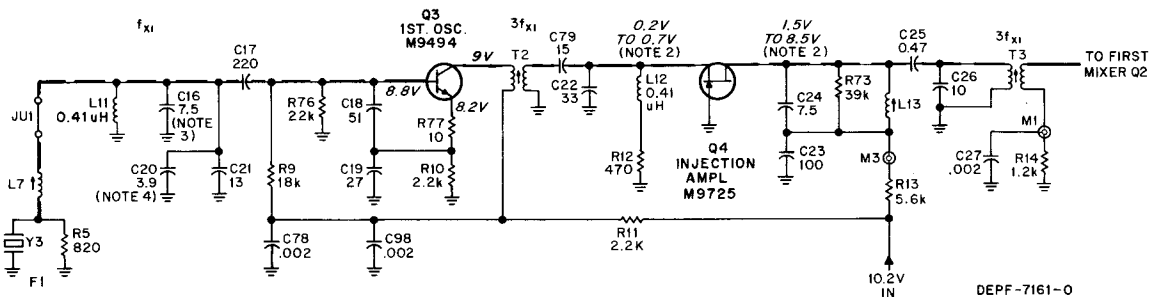 fX1
Q3
1ST. OSC.
M9494
3fX1
0.2V
TO 0.7V
(NOTE 2)
1.5V
TO 8.5V
(NOTE 2)
C25
0.47
3fX1
C17
220
9V
T2
C79
15
T3
TO FIRST
MIXER Q2
L11
0.41uH
C16
7.5
(NOTE
3)
R76
22k
C18
51
8.8V
8.2V
C22
33
L12
0.41
uH
C24
7.5
R73
39k
L13
C26
10
JU1
R77
10
Q4
INJECTION
AMPL
M9725
C20
3.9
(NOTE 4)
C21
13
C19
27
R10
2.2k
R12
470
C23
100
M3
M1
C27
.002
R14
1.2k
L7
R9
18k
R13
5.6k
Y3
R5
820
C78
.002
C98
.002
R11
2.2K
F1
10.2V
IN
DEPF-7161-O